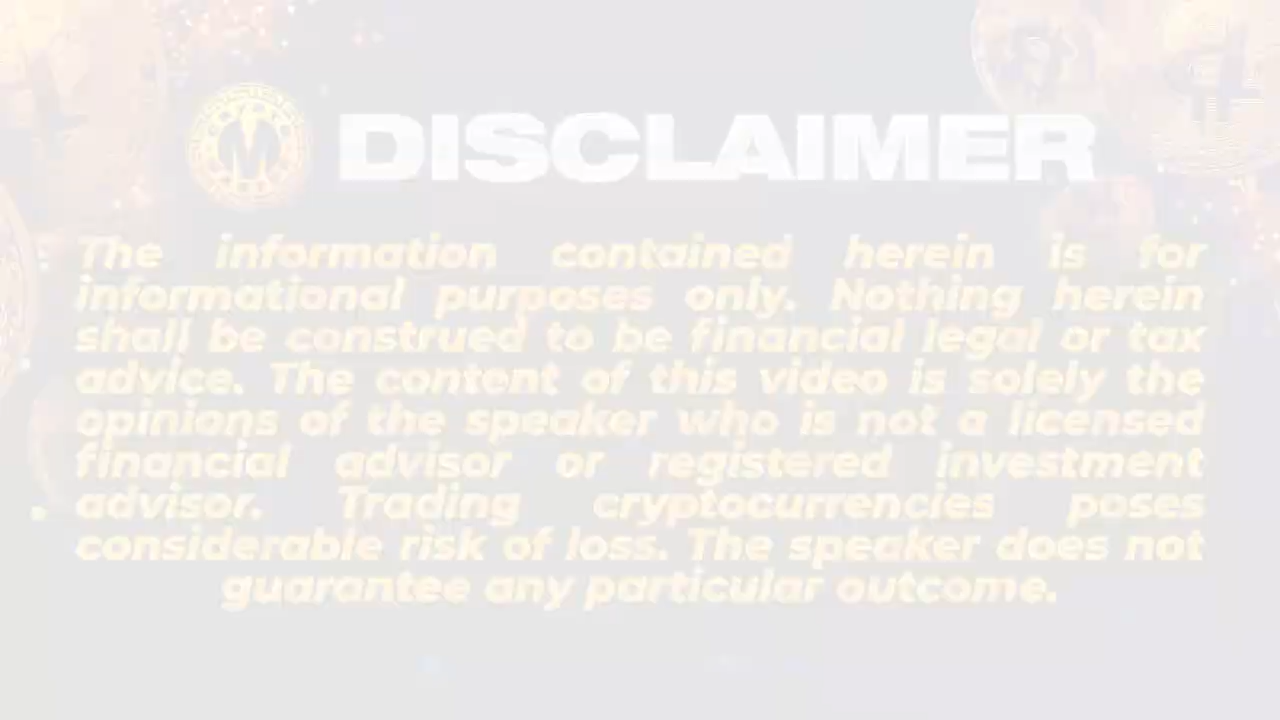 M DISCLAIMER
The information contained herein is for
informational purposes only. Nothing herein
shall be construed to be financial legal or tax
advice. The content of this video is solely the
opinions of the speaker who is not a licensed
financial advisor or registered investment
advisor. Trading cryptocurrencies poses
considerable risk of loss. The speaker does not
guarantee any particular outcome.